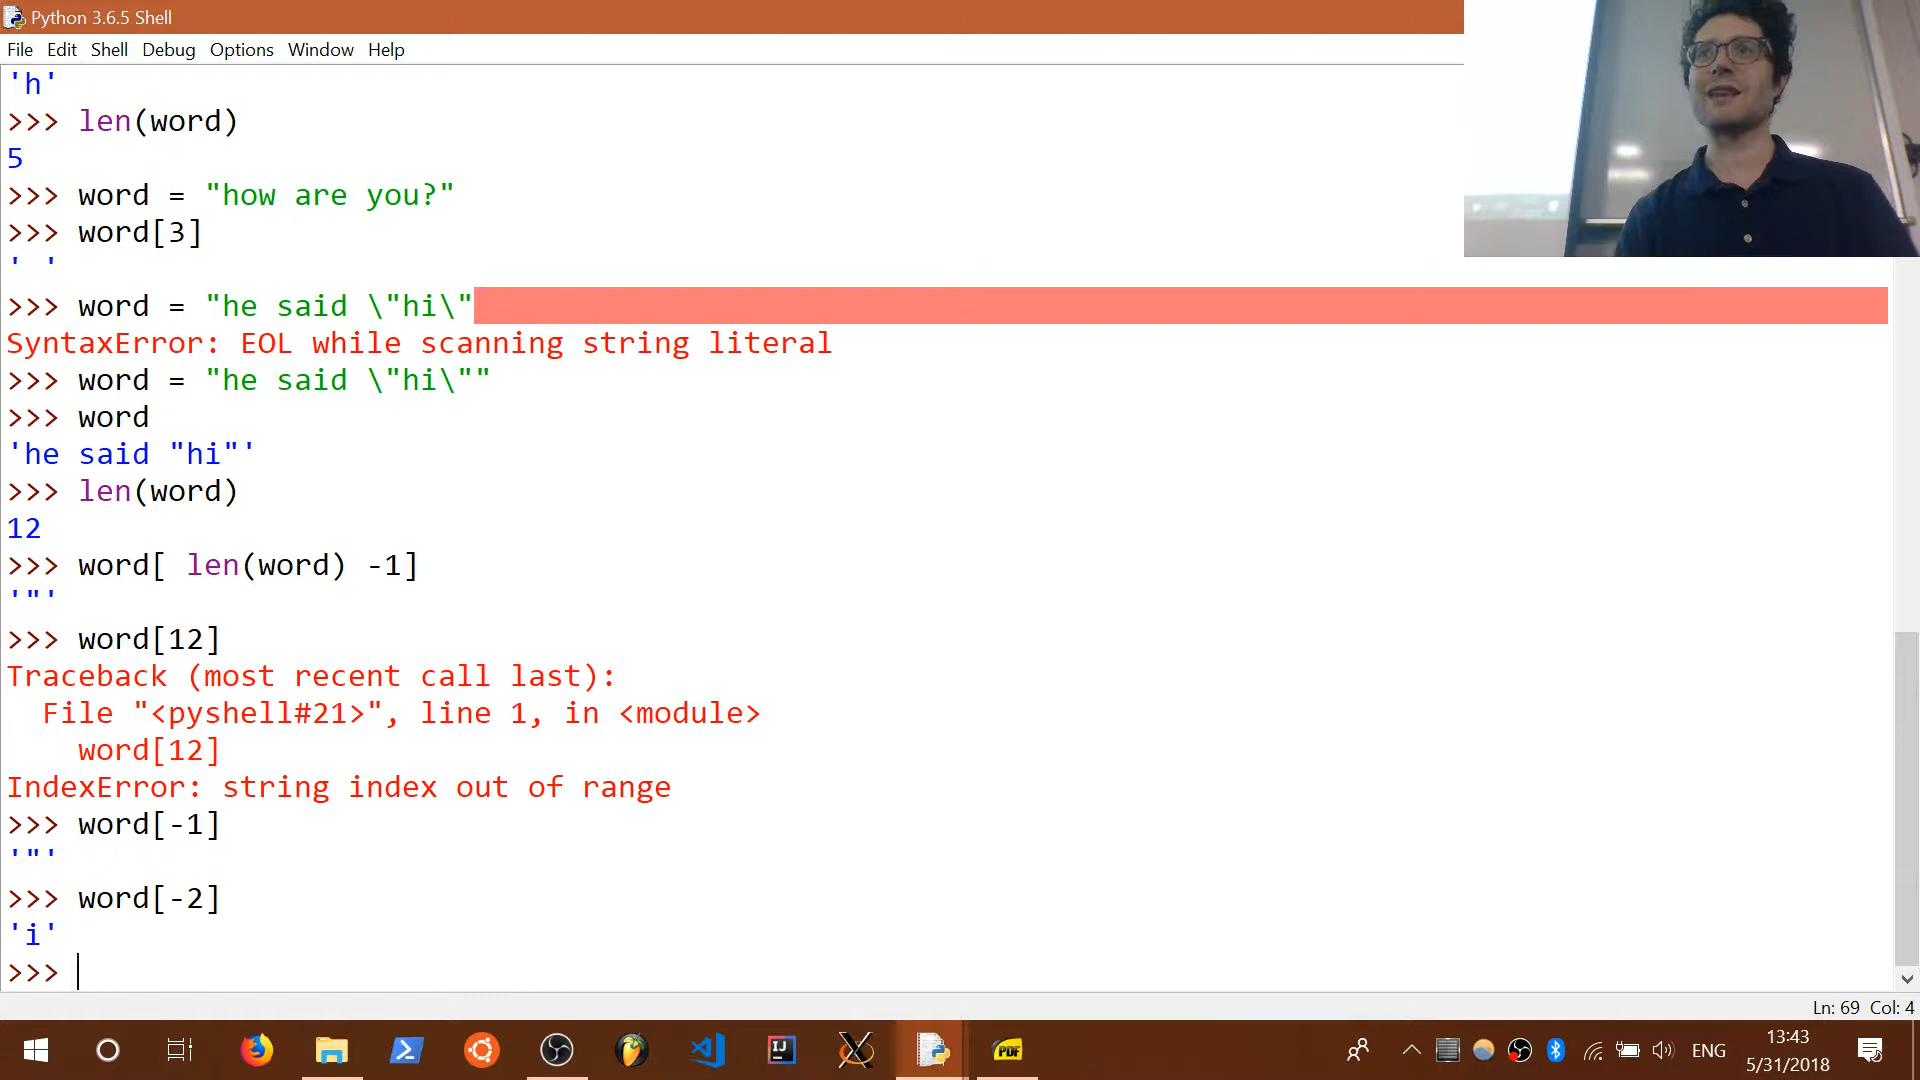 Python 3.6.5 Shell
File Edit Shell Debug Options Window Help
'h'
>>> len(word)
5
>>> word = "how are you?"
>>> word[3]
' '
>>> word = "he said \"hi\"
SyntaxError: EOL while scanning string literal
>>> word = "he said \"hi\""
>>> word
'he said "hi"'
>>> len(word)
12
>>> word[ len(word) -1]
'"'
>>> word[12]
Traceback (most recent call last):
  File "<pyshell#21>", line 1, in <module>
    word[12]
IndexError: string index out of range
>>> word[-1]
'"'
>>> word[-2]
'i'
>>>
Ln: 69 Col: 4
IJ
PDF
ENG
13:43
5/31/2018